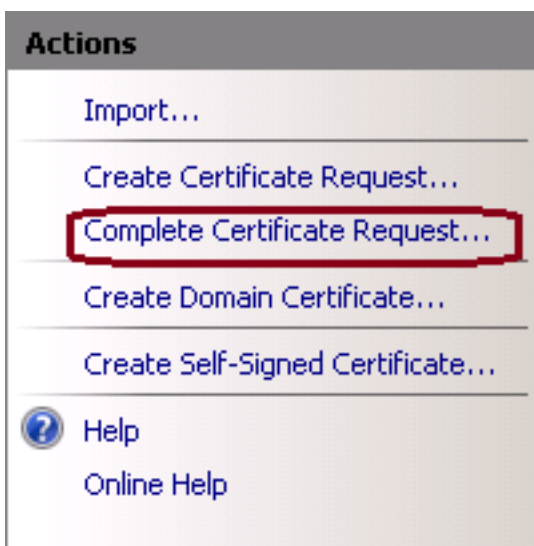 Actions
Import...
Create Certificate Request...
Complete Certificate Request...
Create Domain Certificate...
Create Self-Signed Certificate...
Help
Online Help